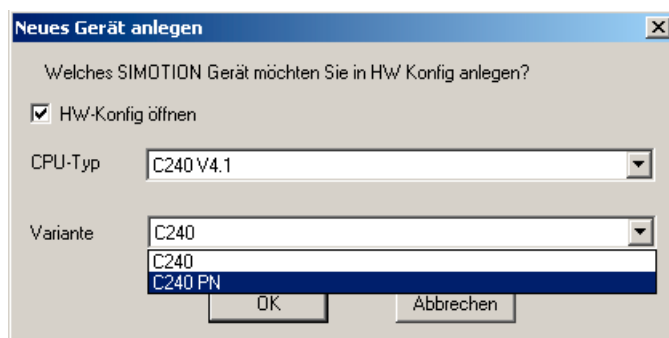 Neues Gerät anlegen
Welches SIMOTION Gerät möchten Sie in HW Konfig anlegen?
HW-Konfig öffnen
CPU-Typ
C240 V4.1
Variante
C240
C240
C240 PN
OK
Abbrechen